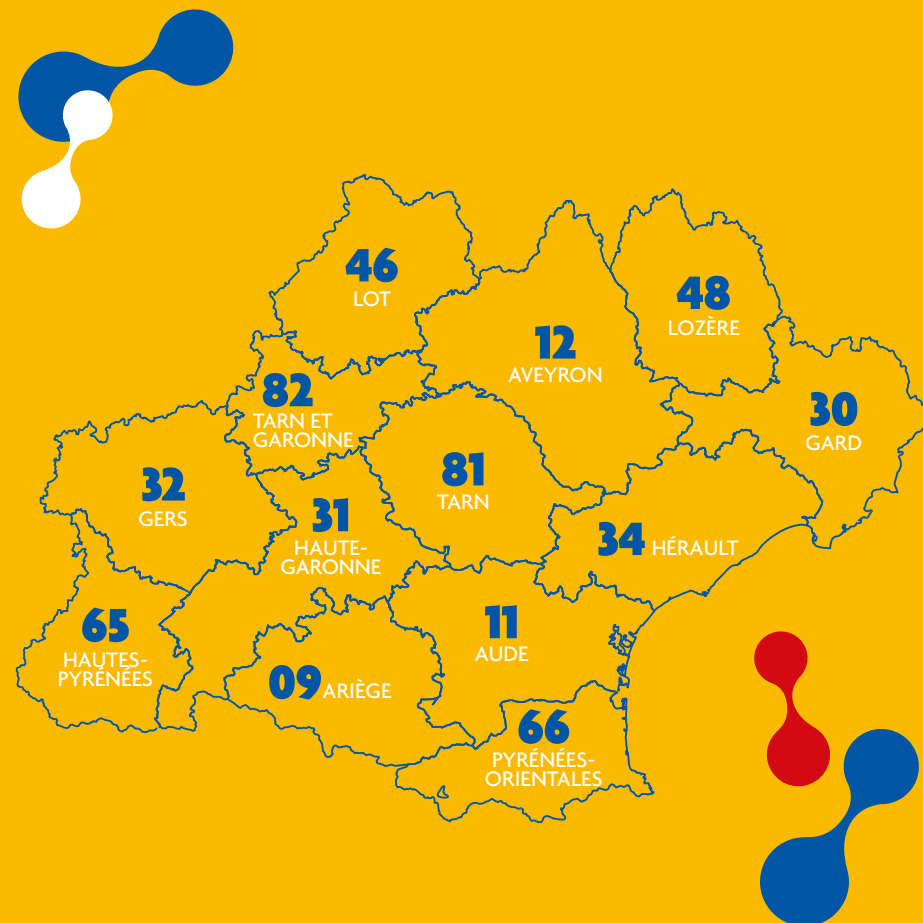 46
LOT
48
LOZÈRE
12
AVEYRON
82
TARN ET
GARONNE
30
GARD
81
TARN
32
GERS
31
HAUTE-
GARONNE
34 HÉRAULT
65
HAUTES-
PYRÉNÉES
11
AUDE
09 ARIÈGE
66
PYRÉNÉES-
ORIENTALES